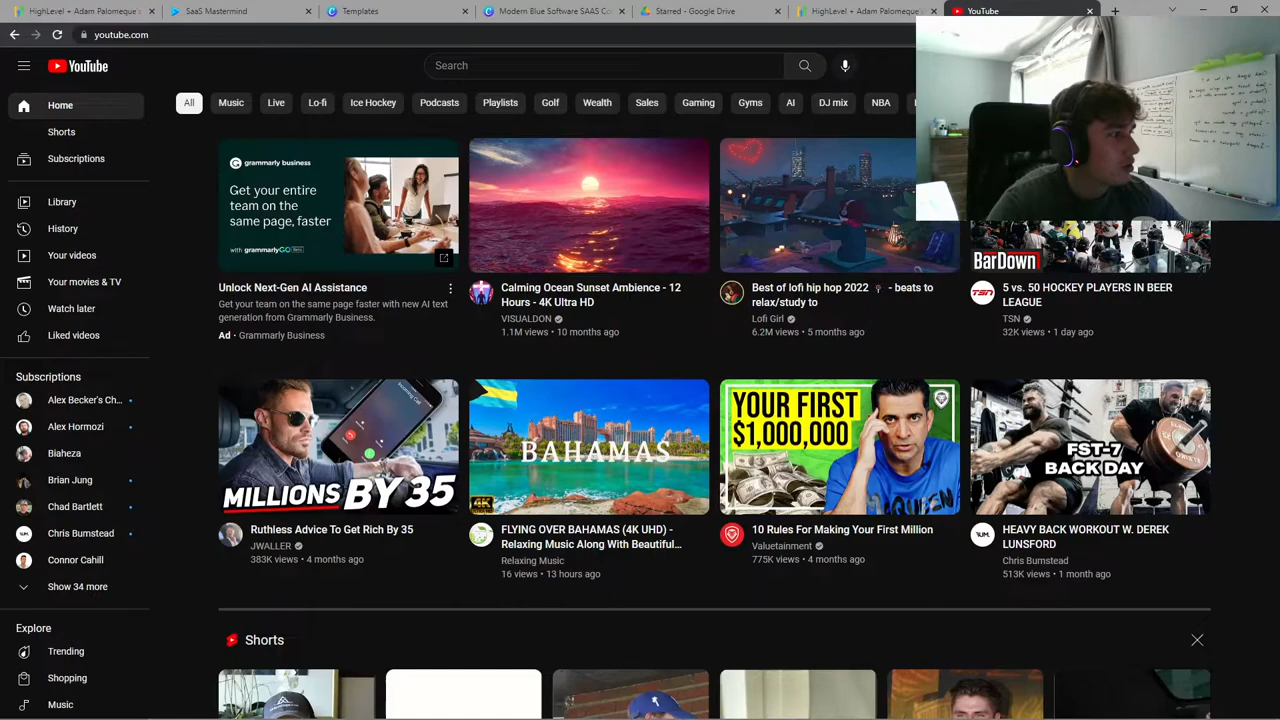 HighLevel + Adam Palomeque's
SaaS Mastermind
Templates
Modern Blue Software SAAS Co
Starred - Google Drive
HighLevel + Adam Palomeque's
YouTube
youtube.com
YouTube
Search
All
Music
Live
Lo-fi
Ice Hockey
Podcasts
Playlists
Golf
Wealth
Sales
Gaming
Gyms
AI
DJ mix
NBA
Home
Shorts
Subscriptions
Library
History
Your videos
Your movies & TV
Watch later
Liked videos
Subscriptions
Alex Becker's Ch...
Alex Hormozi
Biaheza
Brian Jung
Chad Bartlett
Chris Bumstead
Connor Cahill
Show 34 more
Explore
Trending
Shopping
Music
grammarly business
Get your entire
team on the
same page, faster
with grammarlyGO Beta
Unlock Next-Gen AI Assistance
Get your team on the same page faster with new AI text
generation from Grammarly Business.
Ad • Grammarly Business
Calming Ocean Sunset Ambience - 12
Hours - 4K Ultra HD
VISUALDON
1.1M views • 10 months ago
Best of lofi hip hop 2022 - beats to
relax/study to
Lofi Girl
6.2M views • 5 months ago
BarDown
TSN
5 vs. 50 HOCKEY PLAYERS IN BEER
LEAGUE
TSN
32K views • 1 day ago
Incoming Call
MILLIONS BY 35
Ruthless Advice To Get Rich By 35
JWALLER
383K views • 4 months ago
BAHAMAS
4K
FLYING OVER BAHAMAS (4K UHD) -
Relaxing Music Along With Beautiful...
Relaxing Music
16 views • 13 hours ago
YOUR FIRST
$1,000,000
10 Rules For Making Your First Million
Valuetainment
775K views • 4 months ago
FST-7
BACK DAY
HEAVY BACK WORKOUT W. DEREK
LUNSFORD
Chris Bumstead
513K views • 1 month ago
Shorts